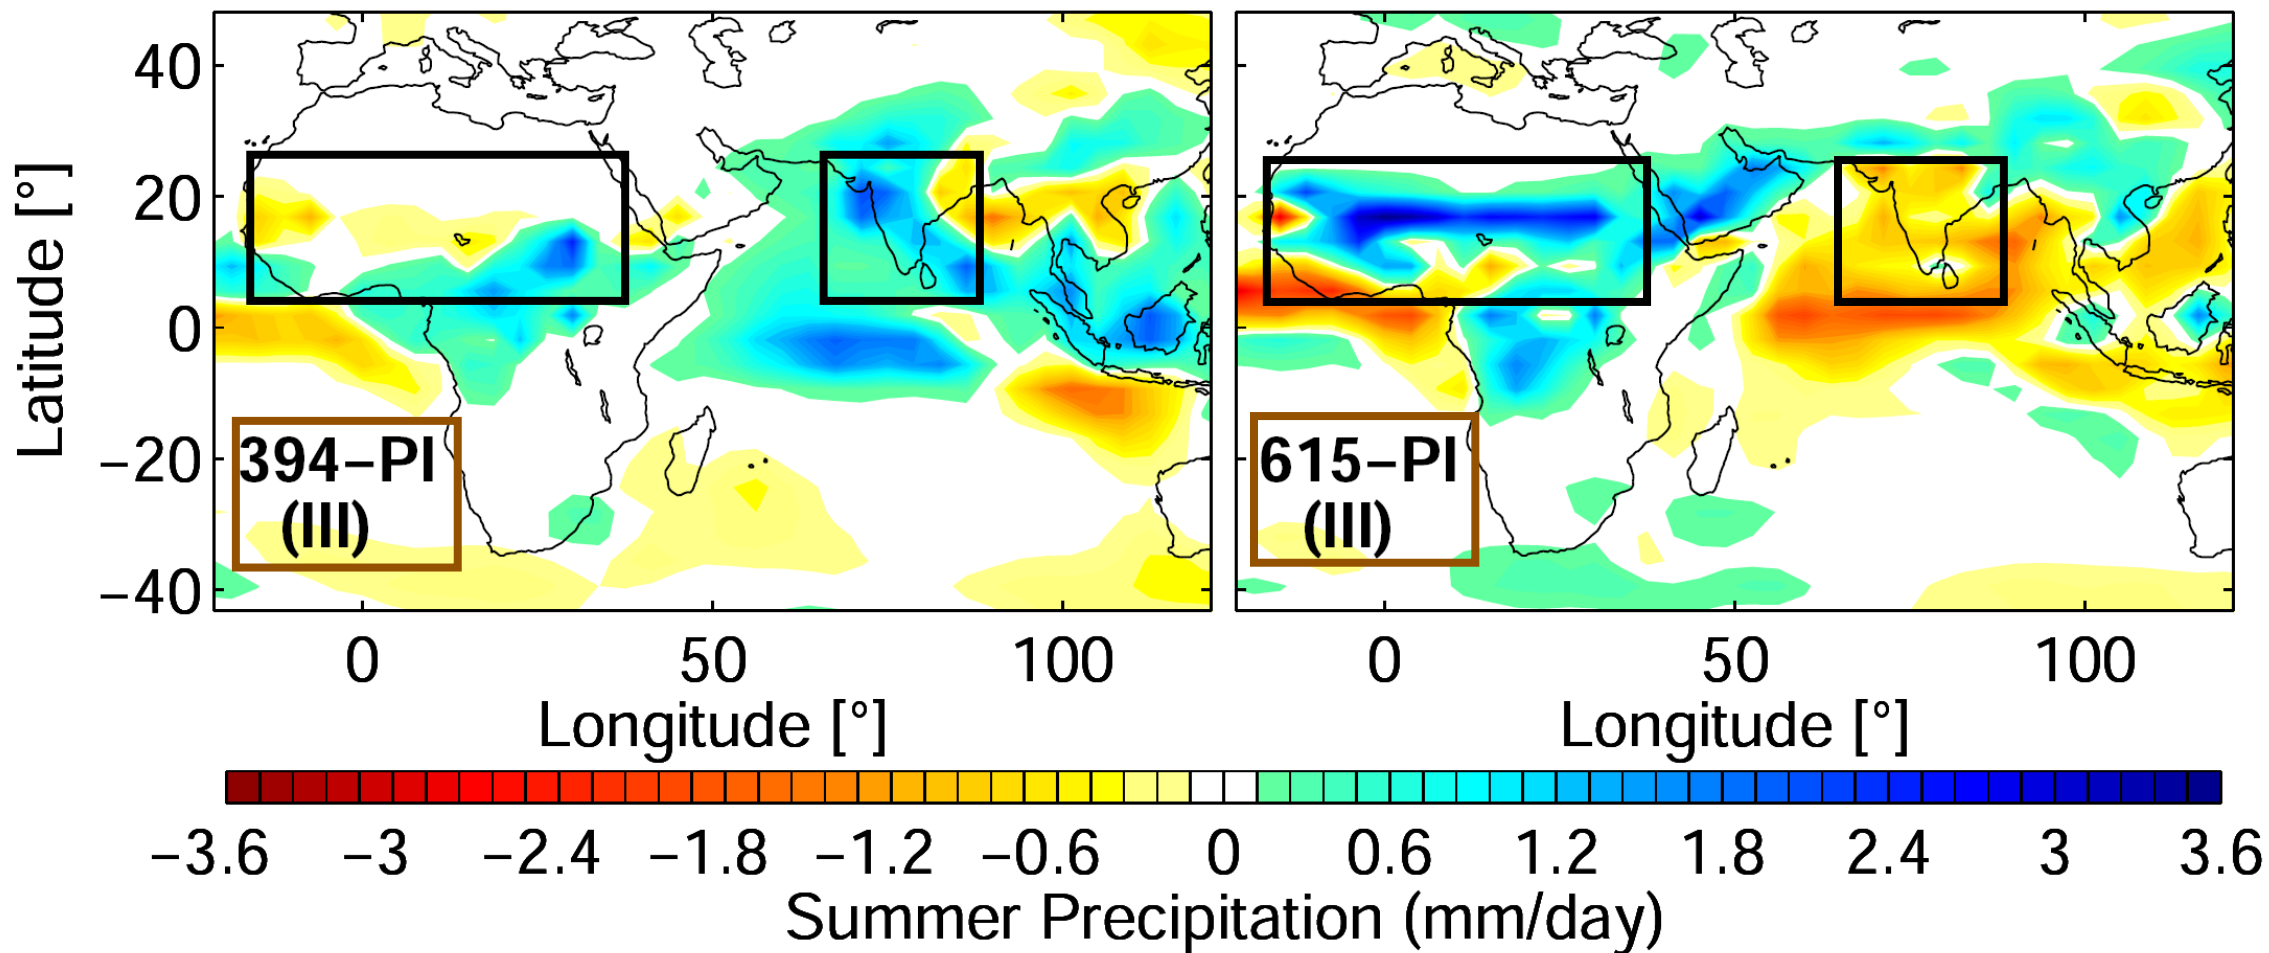 40
20
0
−20
−40
Latitude [°]
394−PI
(III)
615−PI
(III)
0 50 100
0 50 100
Longitude [°]
Longitude [°]
−3.6 −3 −2.4 −1.8 −1.2 −0.6 0 0.6 1.2 1.8 2.4 3 3.6
Summer Precipitation (mm/day)